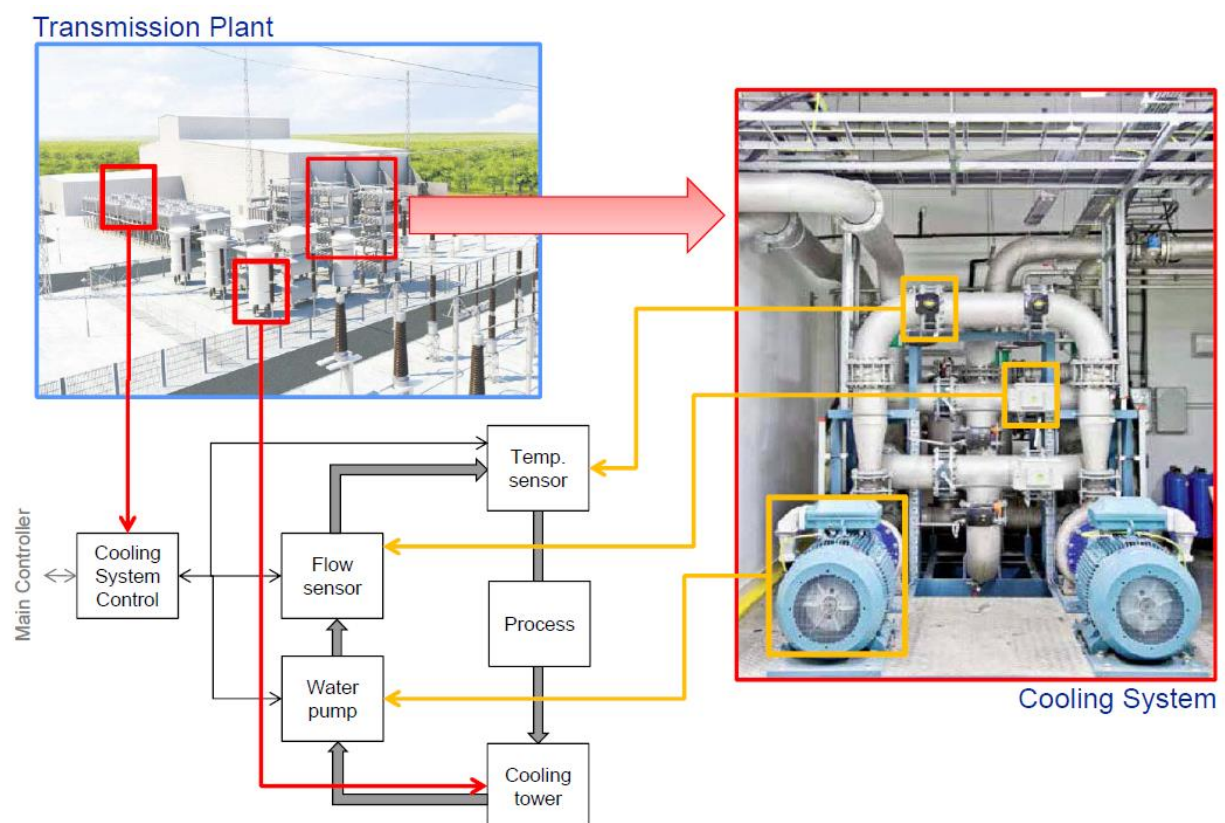 Transmission Plant
Temp.
sensor
Main Controller
Cooling
System
Control
Flow
sensor
Process
Water
pump
Cooling
tower
Cooling System